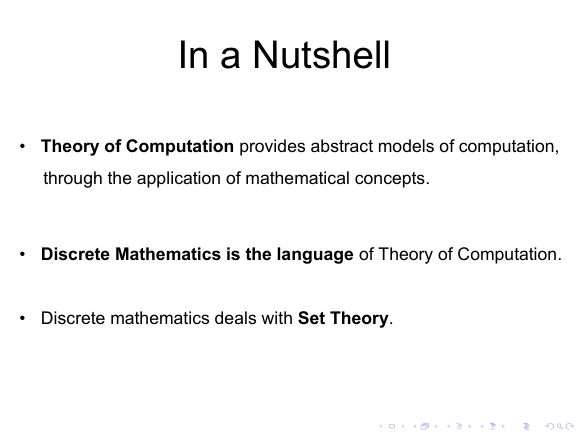 In a Nutshell
• Theory of Computation provides abstract models of computation,
through the application of mathematical concepts.
• Discrete Mathematics is the language of Theory of Computation.
• Discrete mathematics deals with Set Theory.